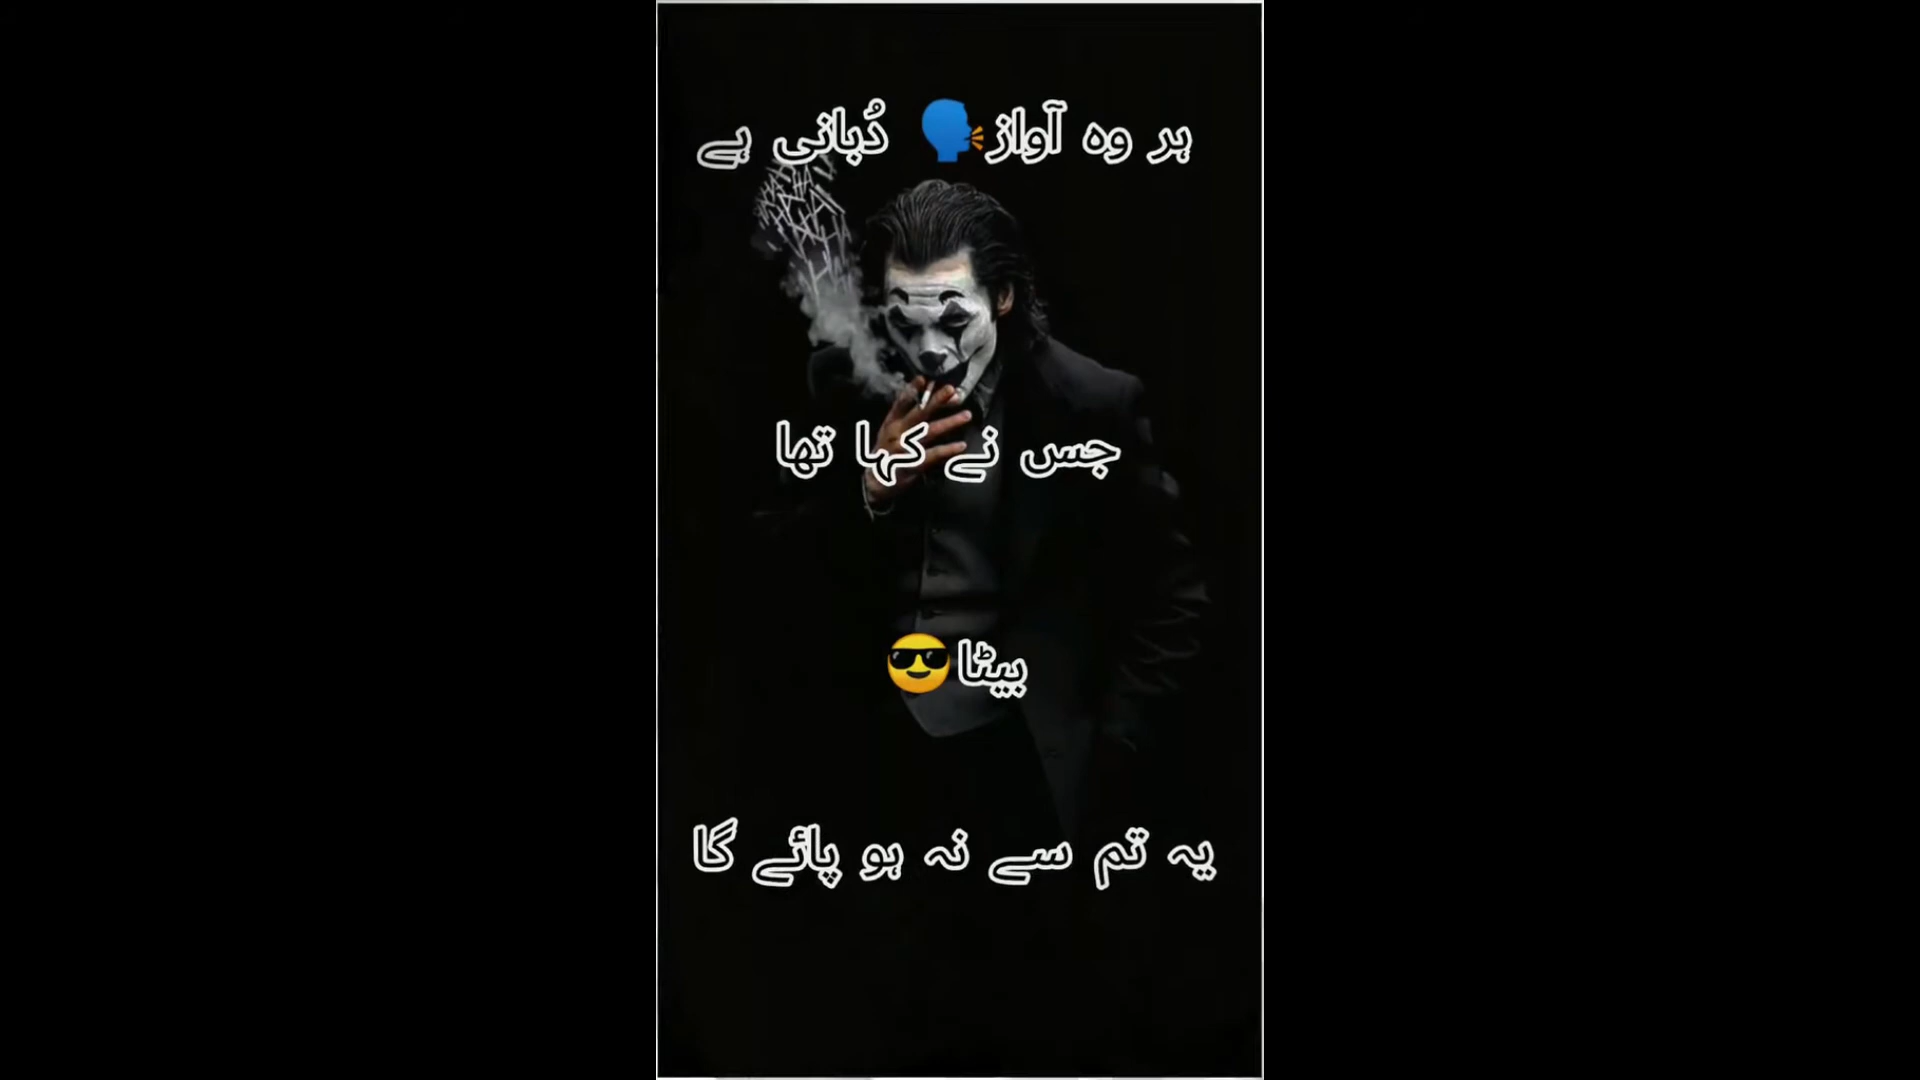 ہر وہ آواز🗣️ دُبانی ہے
جس نے کہا تھا
بیٹا😎
یہ تم سے نہ ہو پائے گا